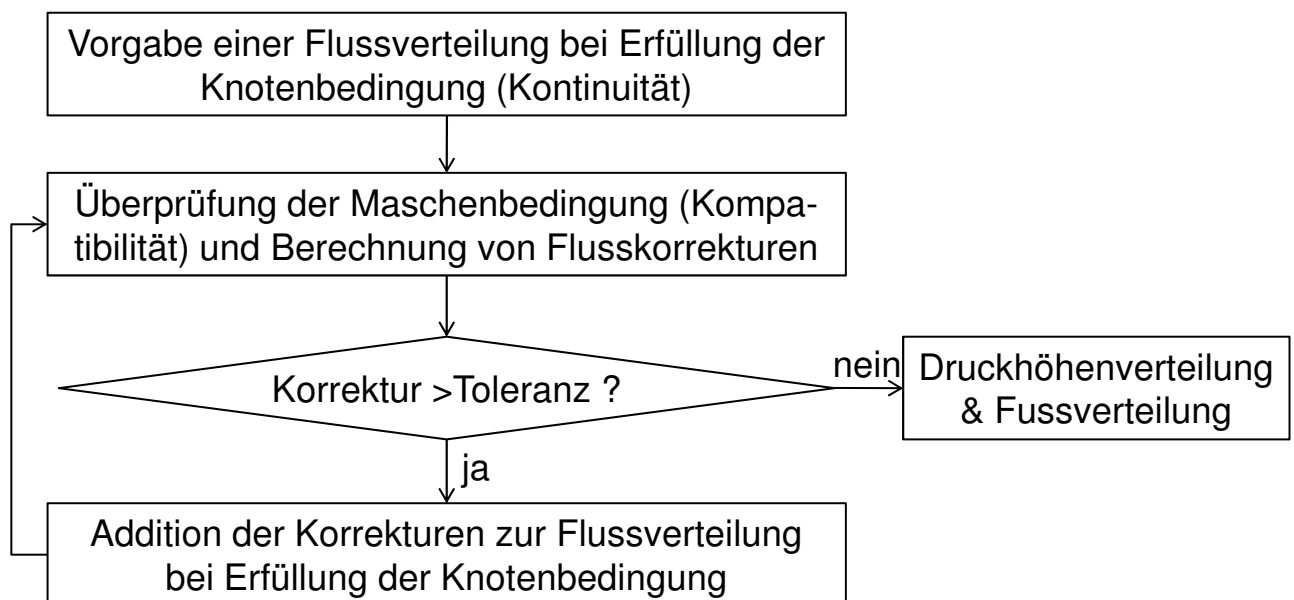 Vorgabe einer Flussverteilung bei Erfüllung der
Knotenbedingung (Kontinuität)
Überprüfung der Maschenbedingung (Kompa-
tibilität) und Berechnung von Flusskorrekturen
Korrektur >Toleranz ?
nein
Druckhöhenverteilung
& Fussverteilung
ja
Addition der Korrekturen zur Flussverteilung
bei Erfüllung der Knotenbedingung